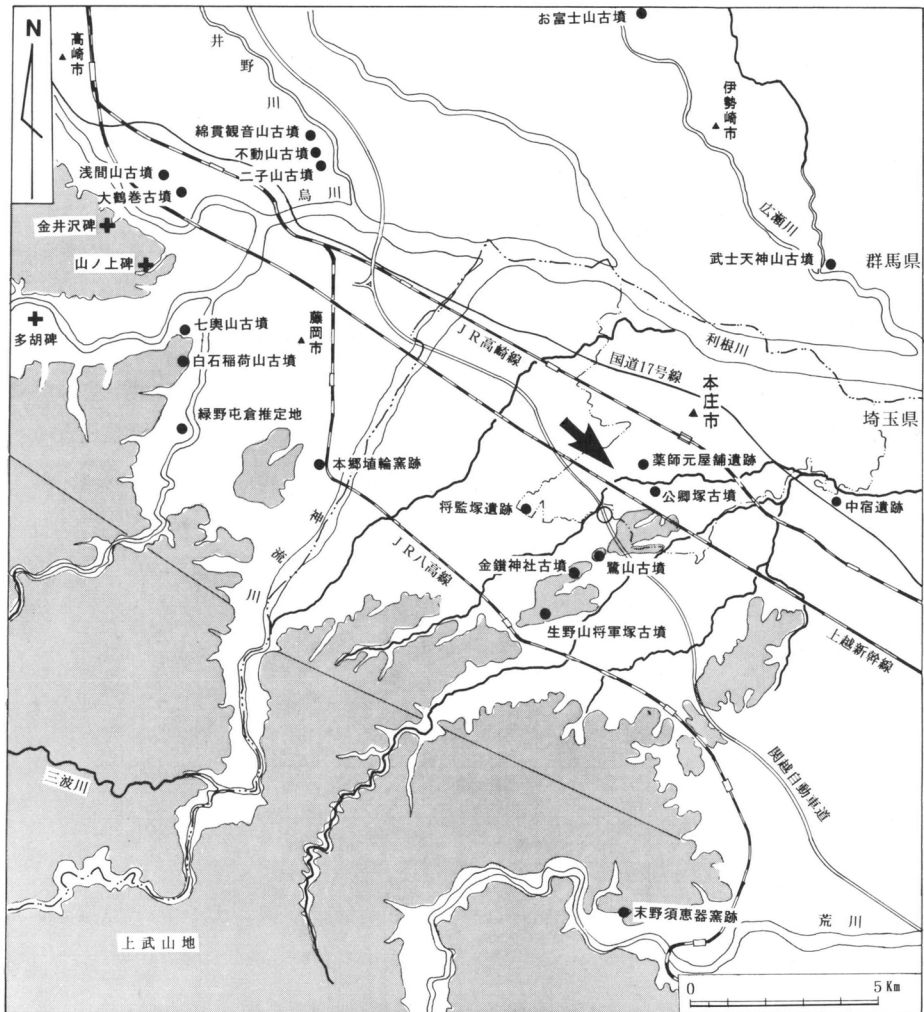 N
高崎市
井野川
お富士山古墳
伊勢崎市
綿貫観音山古墳
不動山古墳
二子山古墳
浅間山古墳
大鶴巻古墳
烏川
金井沢碑
山ノ上碑
広瀬川
武士天神山古墳
群馬県
多胡碑
七輿山古墳
藤岡市
白石稲荷山古墳
JR高崎線
利根川
国道17号線
本庄市
埼玉県
緑野屯倉推定地
本郷埴輪窯跡
薬師元屋舗遺跡
公卿塚古墳
将監塚遺跡
中宿遺跡
神流川
JR八高線
金鑚神社古墳
鷺山古墳
生野山将軍塚古墳
上越新幹線
関越自動車道
三波川
末野須恵器窯跡
荒川
上武山地
0 5Km